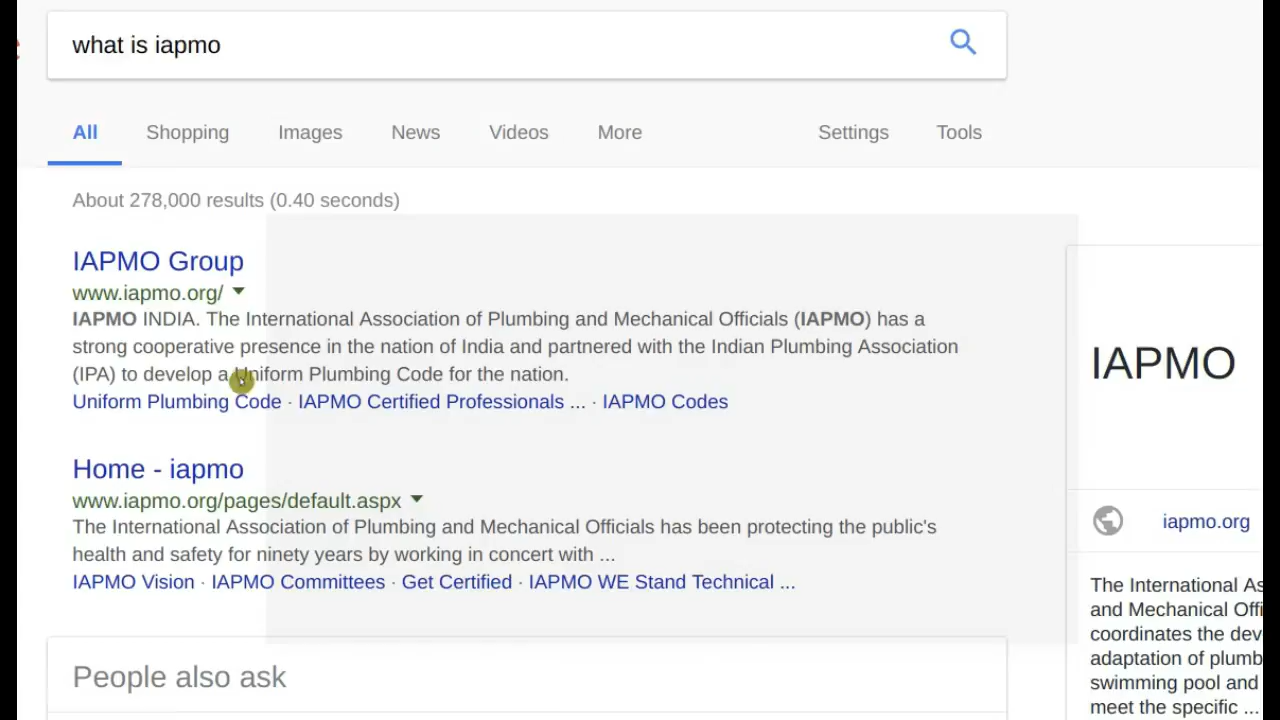 what is iapmo
All Shopping Images News Videos More Settings Tools
About 278,000 results (0.40 seconds)
IAPMO Group
www.iapmo.org/
IAPMO INDIA. The International Association of Plumbing and Mechanical Officials (IAPMO) has a
strong cooperative presence in the nation of India and partnered with the Indian Plumbing Association
(IPA) to develop a Uniform Plumbing Code for the nation.
Uniform Plumbing Code · IAPMO Certified Professionals ... · IAPMO Codes
Home - iapmo
www.iapmo.org/pages/default.aspx
The International Association of Plumbing and Mechanical Officials has been protecting the public's
health and safety for ninety years by working in concert with ...
IAPMO Vision · IAPMO Committees · Get Certified · IAPMO WE Stand Technical ...
People also ask
IAPMO
iapmo.org
The International As
and Mechanical Offi
coordinates the dev
adaptation of plumb
swimming pool and
meet the specific ...